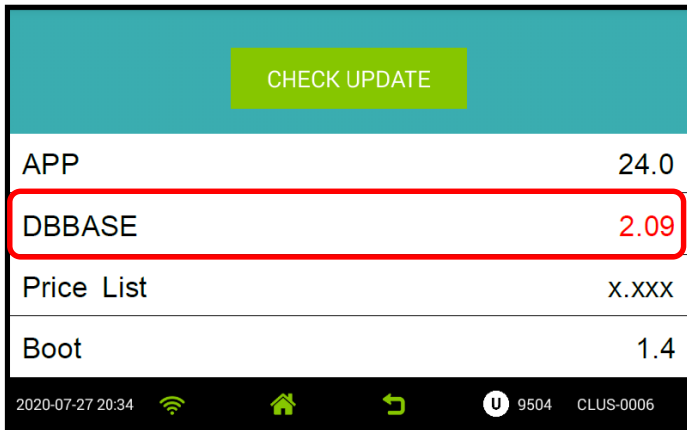 CHECK UPDATE
APP 24.0
DBBASE 2.09
Price List x.xxx
Boot 1.4
2020-07-27 20:34 U 9504 CLUS-0006